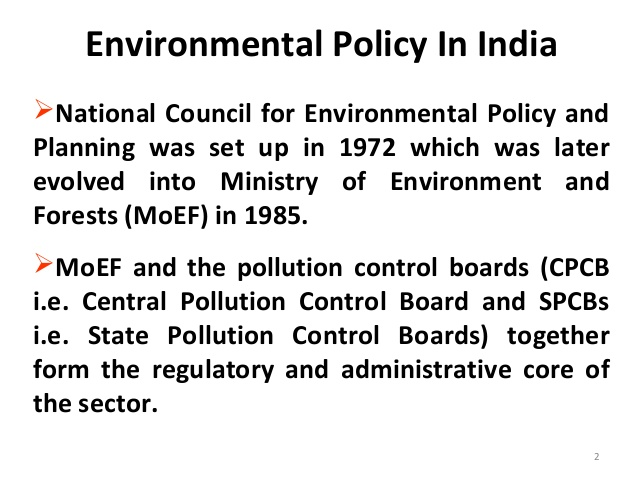 Environmental Policy In India
➢National Council for Environmental Policy and
Planning was set up in 1972 which was later
evolved into Ministry of Environment and
Forests (MoEF) in 1985.
➢MoEF and the pollution control boards (CPCB
i.e. Central Pollution Control Board and SPCBs
i.e. State Pollution Control Boards) together
form the regulatory and administrative core of
the sector.
2